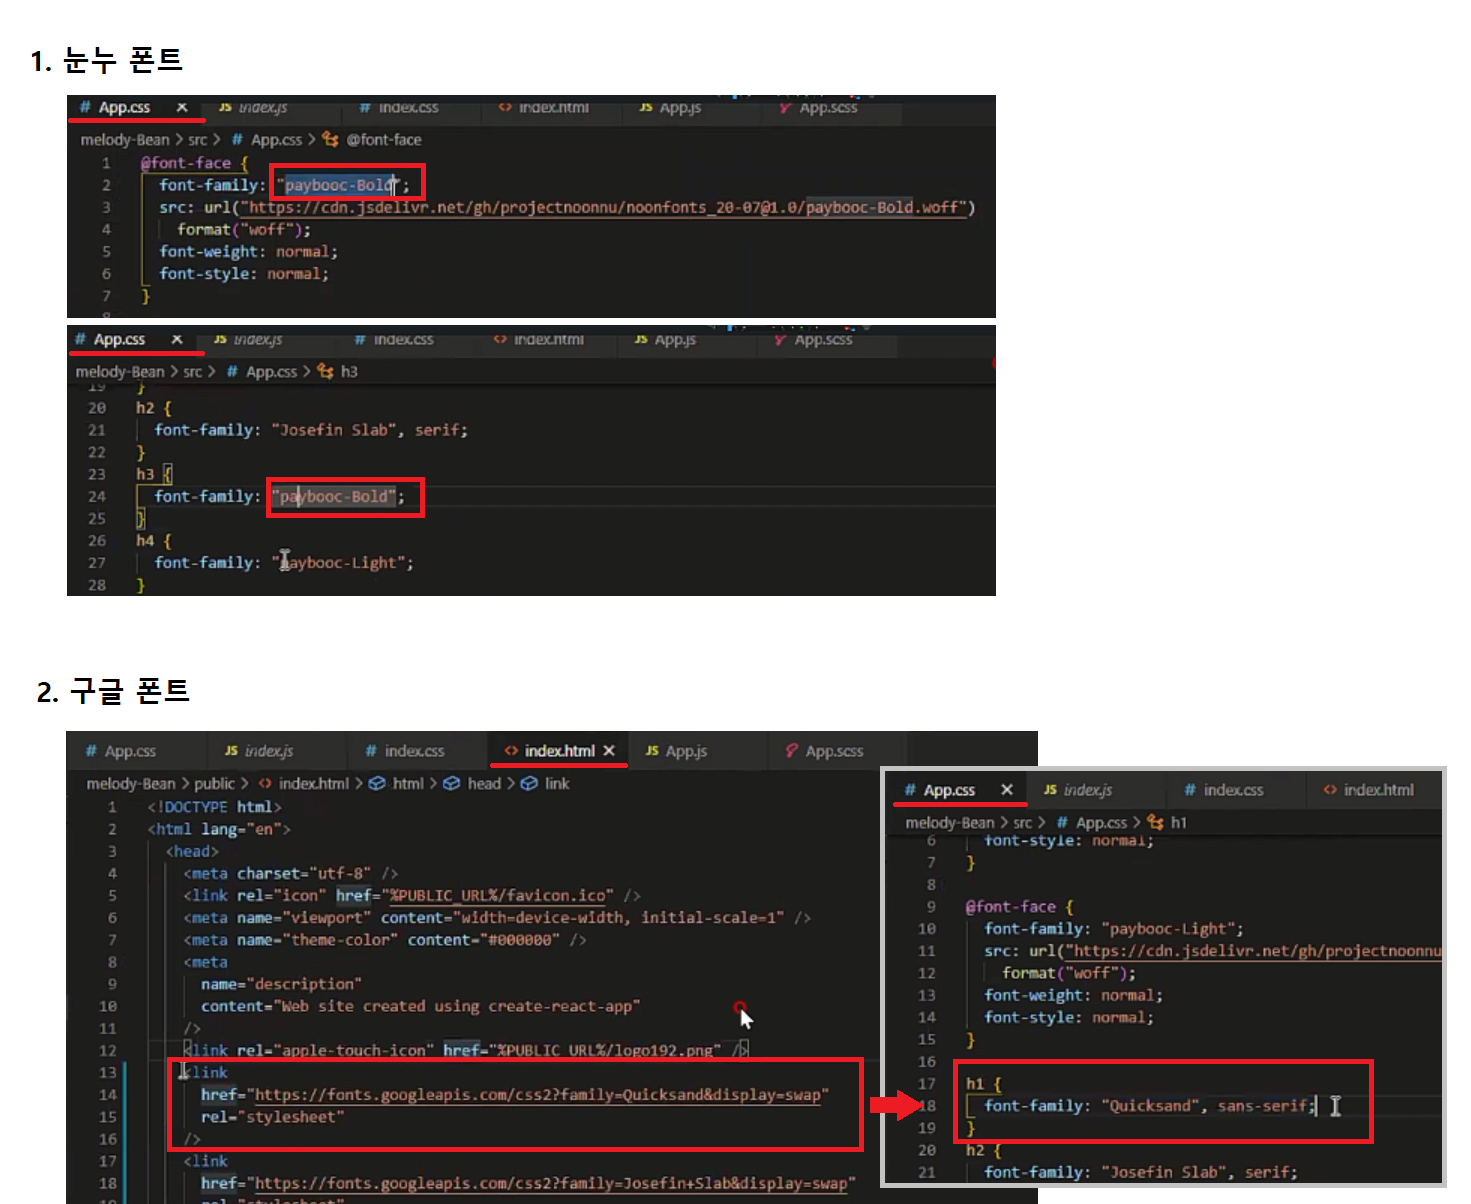 1. 눈누 폰트
# App.css × JS index.js # index.css <> index.html JS App.js App.scss
melody-Bean > src > # App.css > @font-face
1 @font-face {
2 font-family: "paybooc-Bold";
3 src: url("https://cdn.jsdelivr.net/gh/projectnoonnu/noonfonts_20-07@1.0/paybooc-Bold.woff")
4 format("woff");
5 font-weight: normal;
6 font-style: normal;
7 }
8
# App.css × JS index.js # index.css <> index.html JS App.js App.scss
melody-Bean > src > # App.css > h3
19 }
20 h2 {
21 font-family: "Josefin Slab", serif;
22 }
23 h3 {
24 font-family: "paybooc-Bold";
25 }
26 h4 {
27 font-family: "paybooc-Light";
28 }
2. 구글 폰트
# App.css JS index.js # index.css <> index.html × JS App.js App.scss
melody-Bean > public > <> index.html > html > head > link
1 <!DOCTYPE html>
2 <html lang="en">
3 <head>
4 <meta charset="utf-8" />
5 <link rel="icon" href="%PUBLIC_URL%/favicon.ico" />
6 <meta name="viewport" content="width=device-width, initial-scale=1" />
7 <meta name="theme-color" content="#000000" />
8 <meta
9 name="description"
10 content="Web site created using create-react-app"
11 />
12 <link rel="apple-touch-icon" href="%PUBLIC_URL%/logo192.png" />
13 <link
14 href="https://fonts.googleapis.com/css2?family=Quicksand&display=swap"
15 rel="stylesheet"
16 />
17 <link
18 href="https://fonts.googleapis.com/css2?family=Josefin+Slab&display=swap"
19 rel="stylesheet"
# App.css × JS index.js # index.css <> index.html
melody-Bean > src > # App.css > h1
6 font-style: normal;
7 }
8
9 @font-face {
10 font-family: "paybooc-Light";
11 src: url("https://cdn.jsdelivr.net/gh/projectnoonnu
12 format("woff");
13 font-weight: normal;
14 font-style: normal;
15 }
16
17 h1 {
18 font-family: "Quicksand", sans-serif;
19 }
20 h2 {
21 font-family: "Josefin Slab", serif;